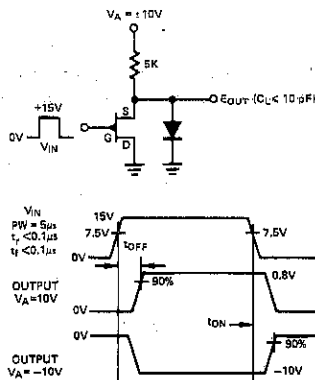 VA = ±10V
5K
EOUT (CL < 10 pF)
+15V
0V
VIN
S
G
D
VIN
PW = 5μs
tr <0.1μs
tf <0.1μs
15V
7.5V
7.5V
0V
tOFF
OUTPUT
VA=10V
90%
0.8V
0V
tON
0V
OUTPUT
VA=−10V
90%
−10V